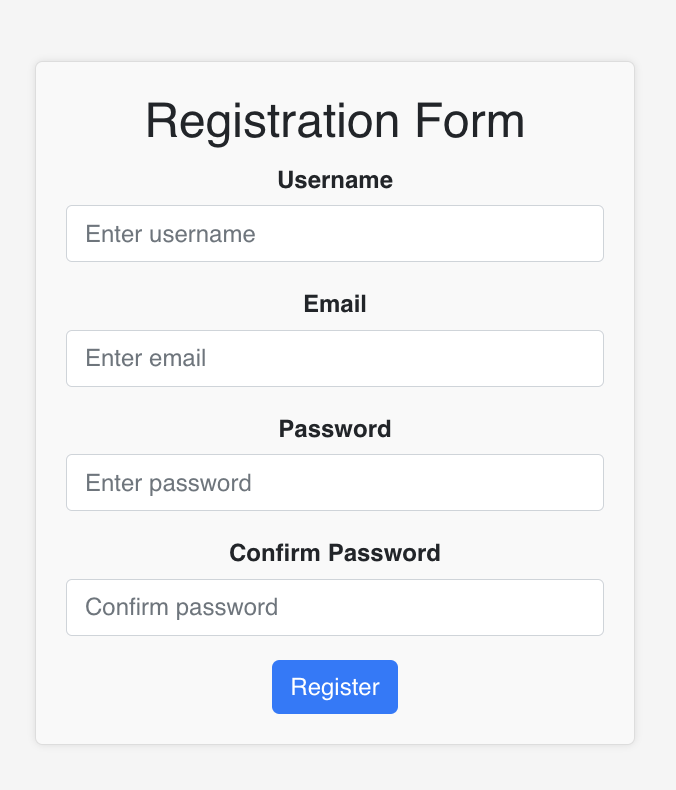 Registration Form
Username
Enter username
Email
Enter email
Password
Enter password
Confirm Password
Confirm password
Register